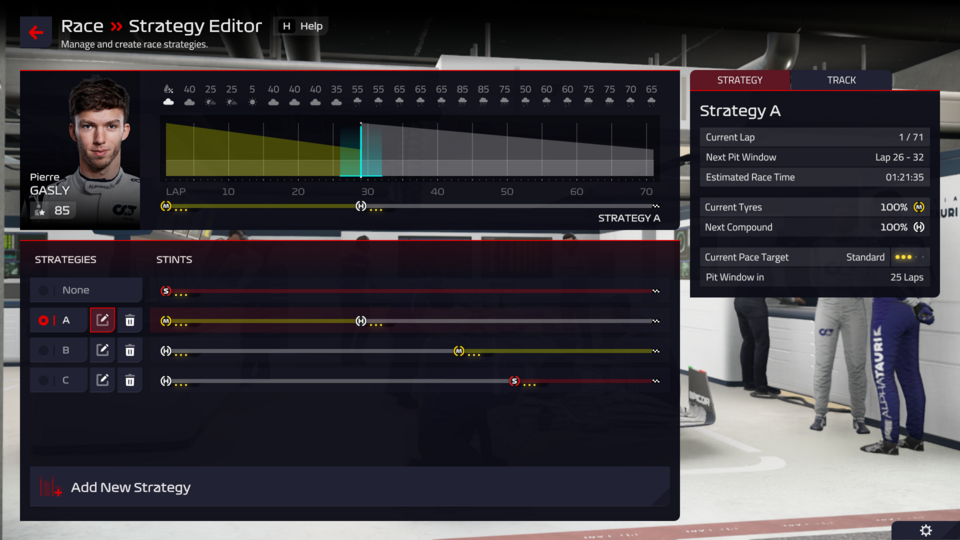 Race » Strategy Editor
H Help
Manage and create race strategies.
STRATEGY
TRACK
% 40 25 25 5 40 40 40 35 55 65 65 60 65 85 85 75 50 60 60 75 75 70 65
Strategy A
Current Lap 1 / 71
Next Pit Window Lap 26 - 32
Estimated Race Time 01:21:35
Pierre
GASLY
85
LAP 10 20 30 40 50 60 70
M H
STRATEGY A
Current Tyres 100% M
Next Compound 100% H
STRATEGIES
STINTS
Current Pace Target Standard
Pit Window in 25 Laps
None S
A M H
B H M
C H S
ALPHATAURI
Add New Strategy